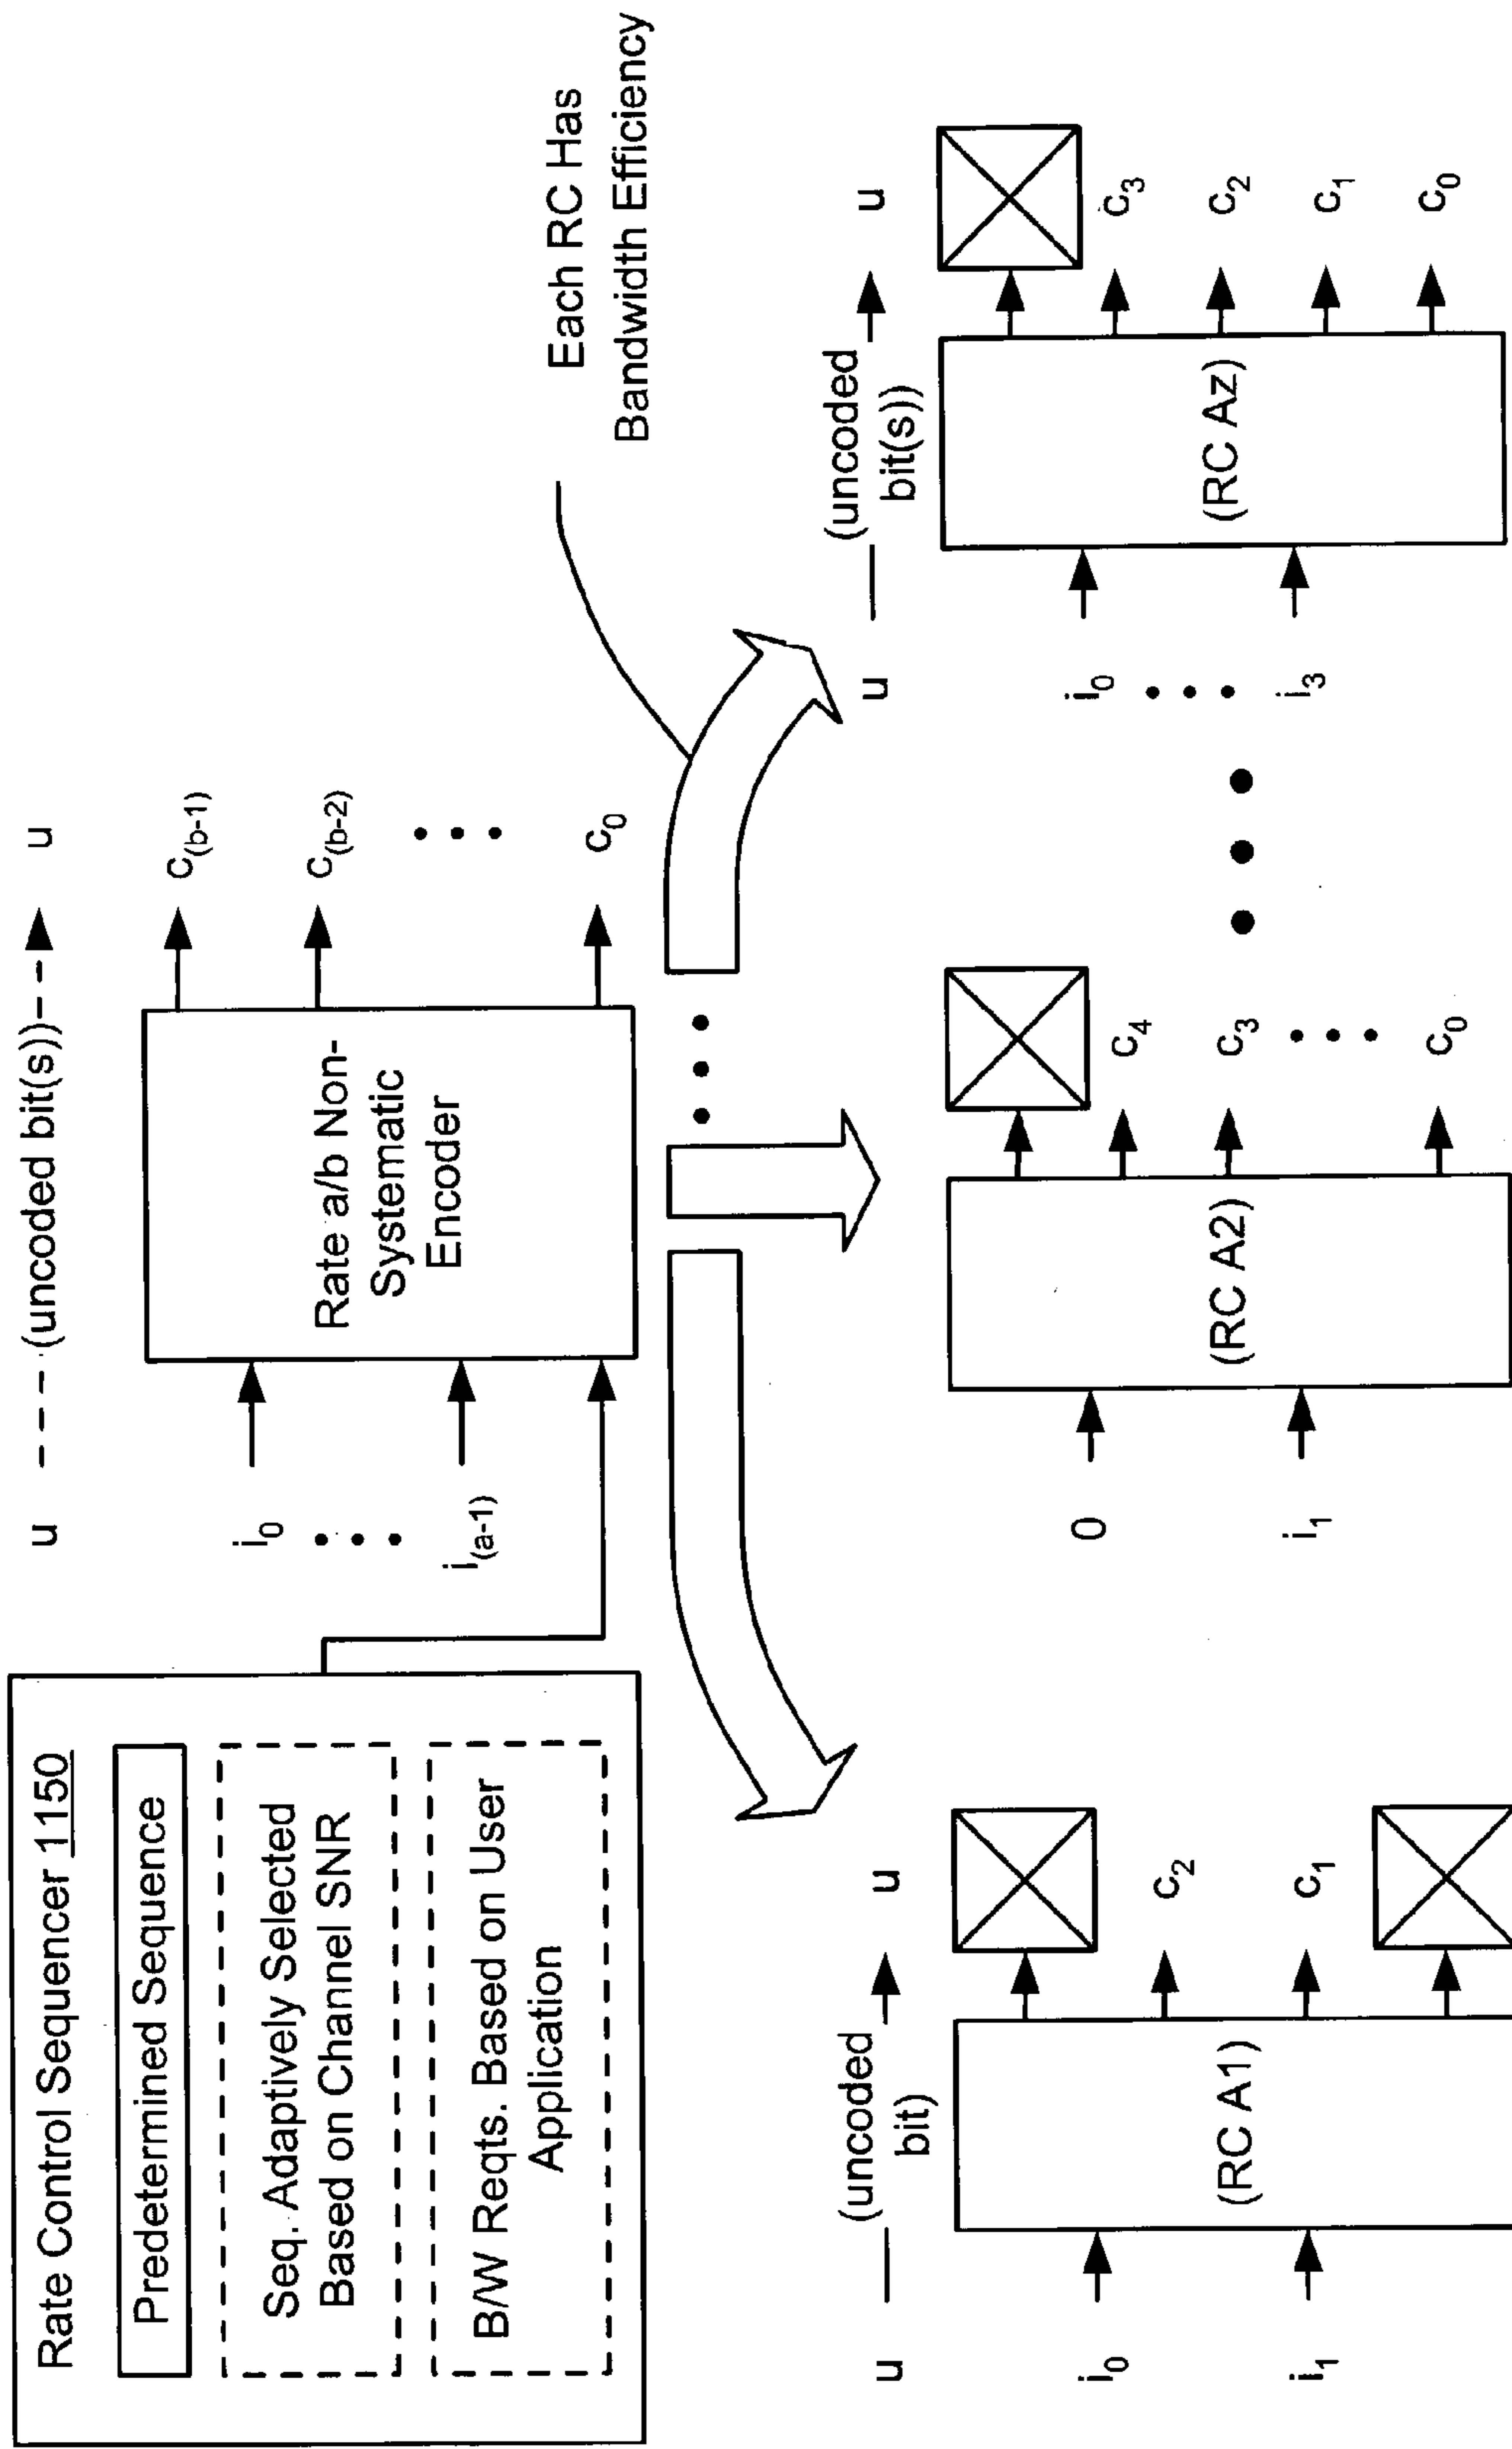 Rate Control Sequencer 1150
Predetermined Sequence
Seq. Adaptively Selected
Based on Channel SNR
B/W Reqts. Based on User
Application
u (uncoded bit(s)) u
i0
i(a-1)
Rate a/b Non-
Systematic
Encoder
c(b-1)
c(b-2)
c0
Each RC Has
Bandwidth Efficiency
u (uncoded
bit) u
i0
i1
(RC A1)
c2
c1
0
i1
(RC A2)
c4
c3
c0
u (uncoded
bit(s)) u
i0
i3
(RC Az)
c3
c2
c1
c0